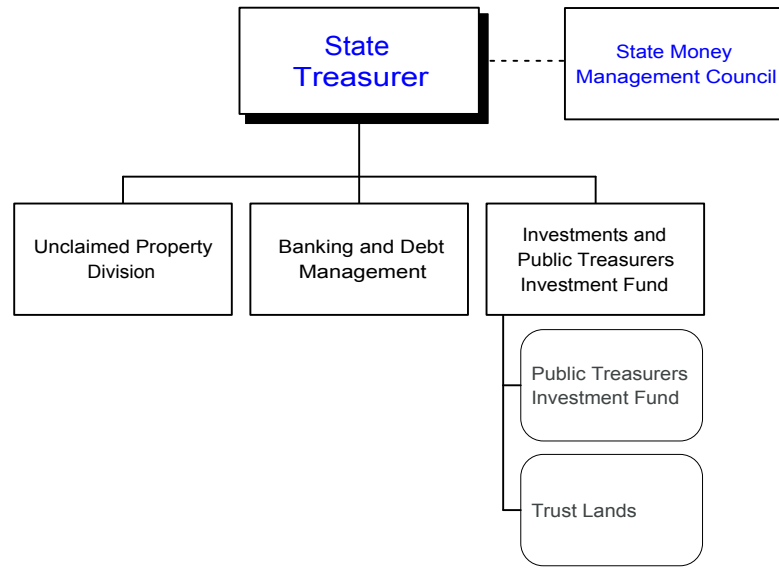 State
Treasurer
State Money
Management Council
Unclaimed Property
Division
Banking and Debt
Management
Investments and
Public Treasurers
Investment Fund
Public Treasurers
Investment Fund
Trust Lands